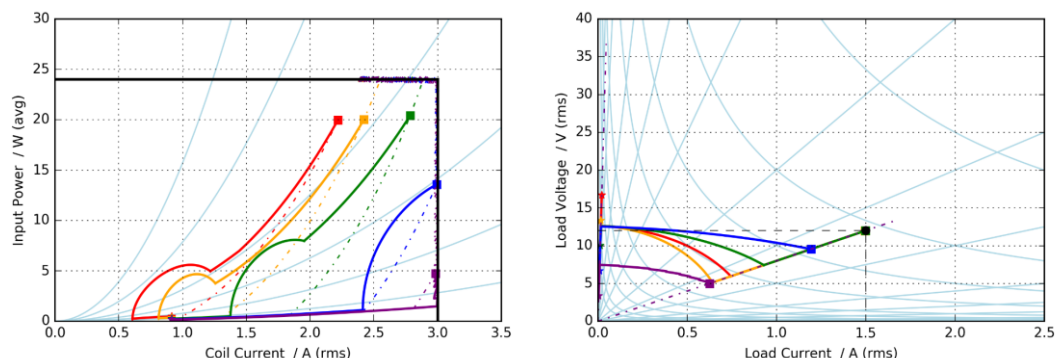 Input Power / W (avg)
30
25
20
15
10
5
0
0.0 0.5 1.0 1.5 2.0 2.5 3.0 3.5
Coil Current / A (rms)
Load Voltage / V (rms)
40
35
30
25
20
15
10
5
0
0.0 0.5 1.0 1.5 2.0 2.5
Load Current / A (rms)